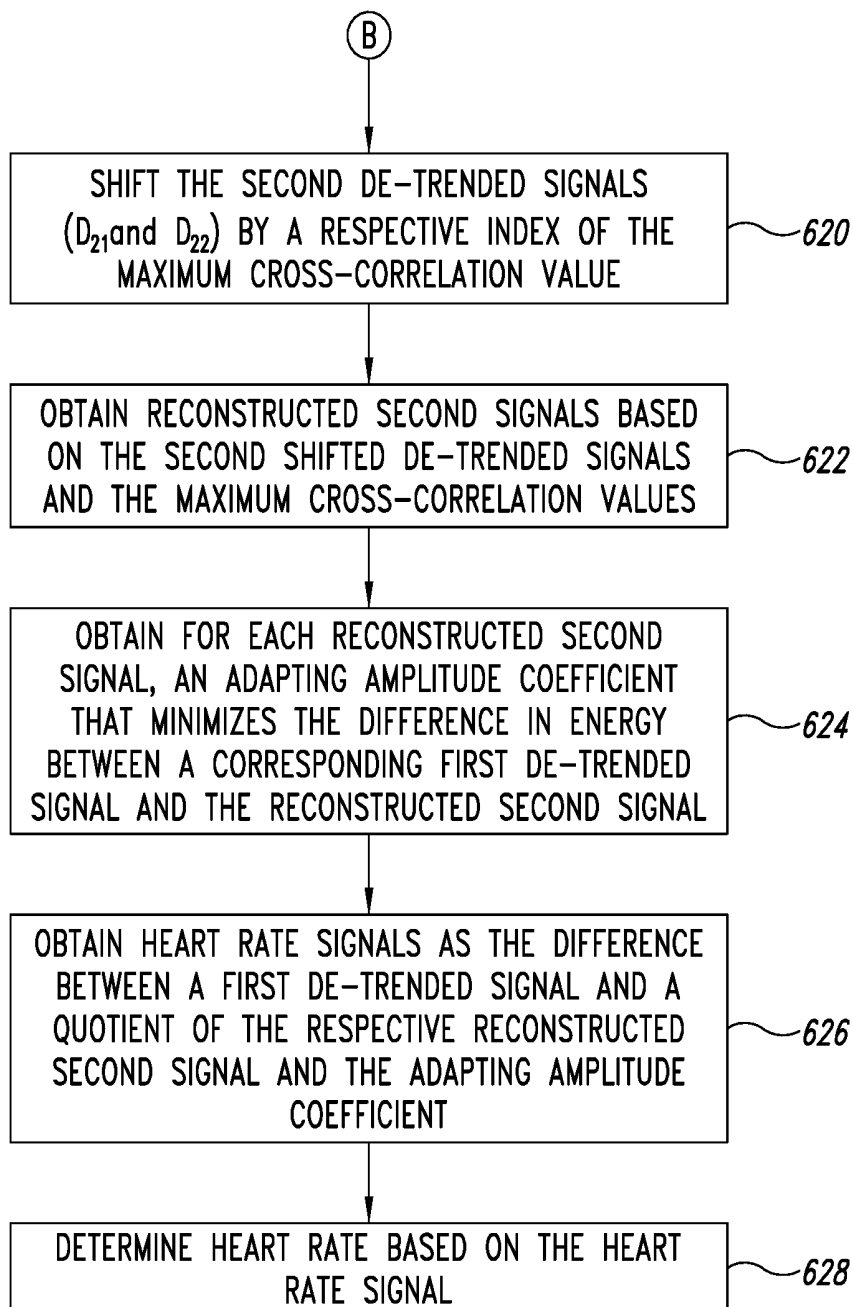 B
SHIFT THE SECOND DE-TRENDED SIGNALS
(D₂₁and D₂₂) BY A RESPECTIVE INDEX OF THE
MAXIMUM CROSS-CORRELATION VALUE
620
OBTAIN RECONSTRUCTED SECOND SIGNALS BASED
ON THE SECOND SHIFTED DE-TRENDED SIGNALS
AND THE MAXIMUM CROSS-CORRELATION VALUES
622
OBTAIN FOR EACH RECONSTRUCTED SECOND
SIGNAL, AN ADAPTING AMPLITUDE COEFFICIENT
THAT MINIMIZES THE DIFFERENCE IN ENERGY
BETWEEN A CORRESPONDING FIRST DE-TRENDED
SIGNAL AND THE RECONSTRUCTED SECOND SIGNAL
624
OBTAIN HEART RATE SIGNALS AS THE DIFFERENCE
BETWEEN A FIRST DE-TRENDED SIGNAL AND A
QUOTIENT OF THE RESPECTIVE RECONSTRUCTED
SECOND SIGNAL AND THE ADAPTING AMPLITUDE
COEFFICIENT
626
DETERMINE HEART RATE BASED ON THE HEART
RATE SIGNAL
628